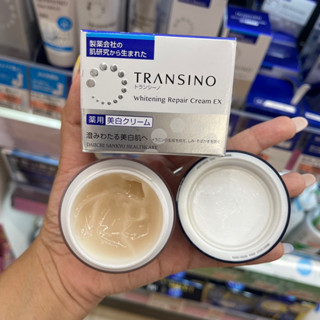 製薬会社の
肌研究から生まれた
TRANSINO
トランシーノ
Whitening Repair Cream EX
薬用 美白クリーム
澄みわたる美白肌へ
DAIICHI SANKYO HEALTHCARE